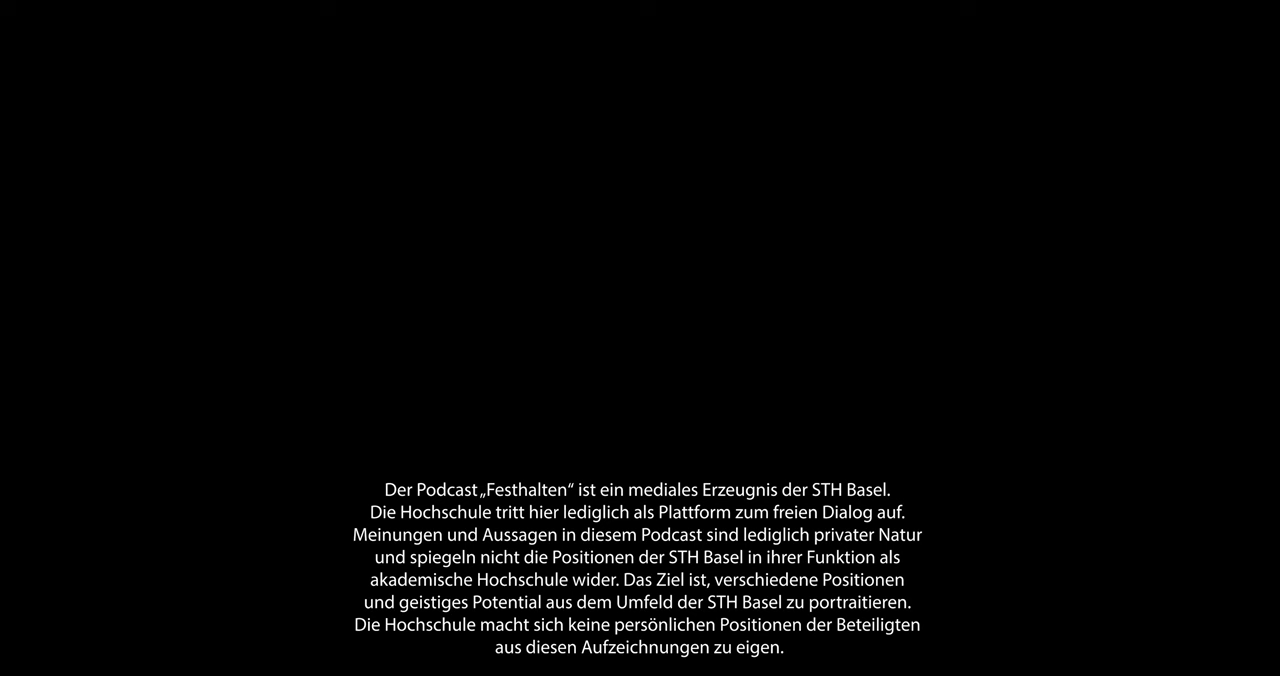 Der Podcast „Festhalten“ ist ein mediales Erzeugnis der STH Basel.
Die Hochschule tritt hier lediglich als Plattform zum freien Dialog auf.
Meinungen und Aussagen in diesem Podcast sind lediglich privater Natur
und spiegeln nicht die Positionen der STH Basel in ihrer Funktion als
akademische Hochschule wider. Das Ziel ist, verschiedene Positionen
und geistiges Potential aus dem Umfeld der STH Basel zu portraitieren.
Die Hochschule macht sich keine persönlichen Positionen der Beteiligten
aus diesen Aufzeichnungen zu eigen.